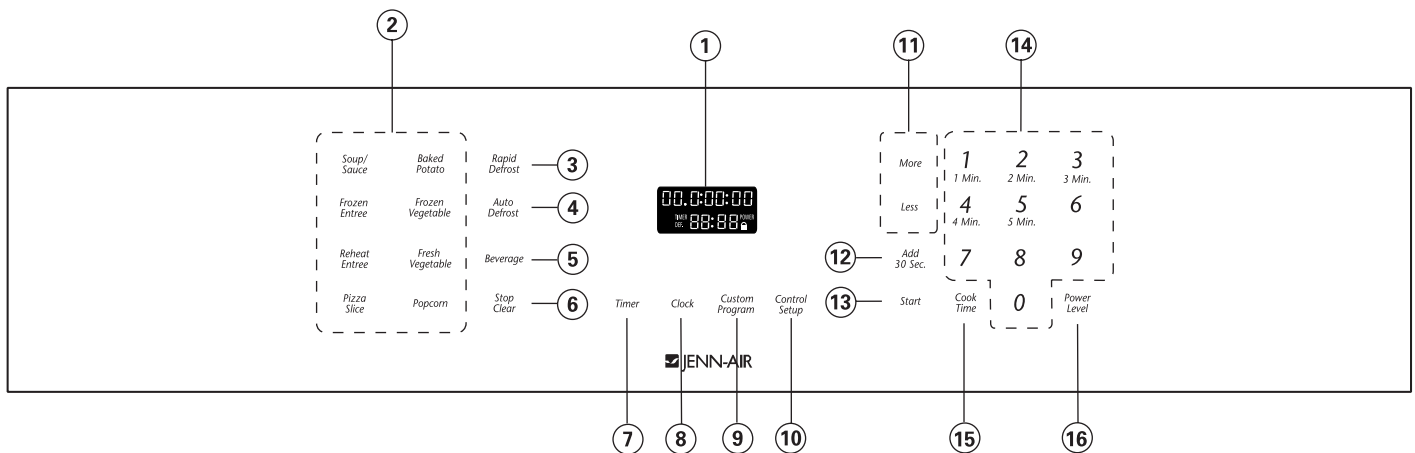 2
1
11
14
Soup/
Sauce
Baked
Potato
Rapid
Defrost
3
Frozen
Entree
Frozen
Vegetable
Auto
Defrost
4
Reheat
Entree
Fresh
Vegetable
Beverage
5
Pizza
Slice
Popcorn
Stop
Clear
6
00.0:00:00
TIMER
DEF.
88:88
POWER
Timer
Clock
Custom
Program
Control
Setup
JENN-AIR
7
8
9
10
More
Less
12
Add
30 Sec.
13
Start
1
1 Min.
2
2 Min.
3
3 Min.
4
4 Min.
5
5 Min.
6
7
8
9
Cook
Time
0
Power
Level
15
16